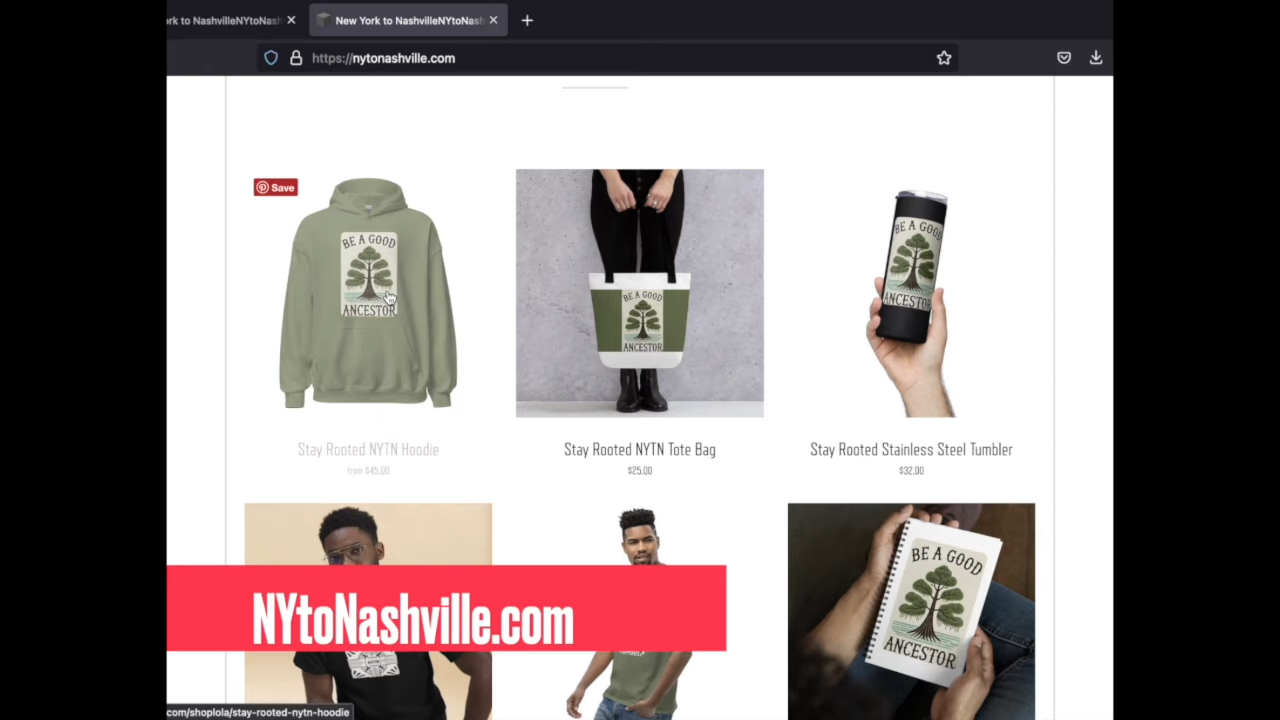 rk to NashvilleNYtoNash
New York to NashvilleNYtoNash
https://nytonashville.com
Save
BE A GOOD
ANCESTOR
BE A GOOD
ANCESTOR
BE A GOOD
ANCESTOR
Stay Rooted NYTN Hoodie
from $45.00
Stay Rooted NYTN Tote Bag
$25.00
Stay Rooted Stainless Steel Tumbler
$32.00
BE A GOOD
ANCESTOR
NYtoNashville.com
com/shoplola/stay-rooted-nytn-hoodie